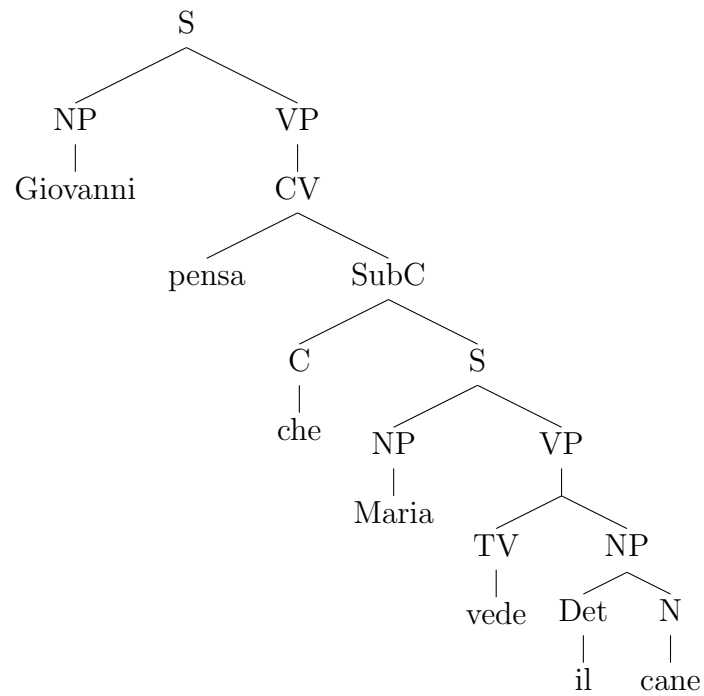 S
NP VP
Giovanni CV
pensa SubC
C S
che NP VP
Maria
TV NP
vede Det N
il cane